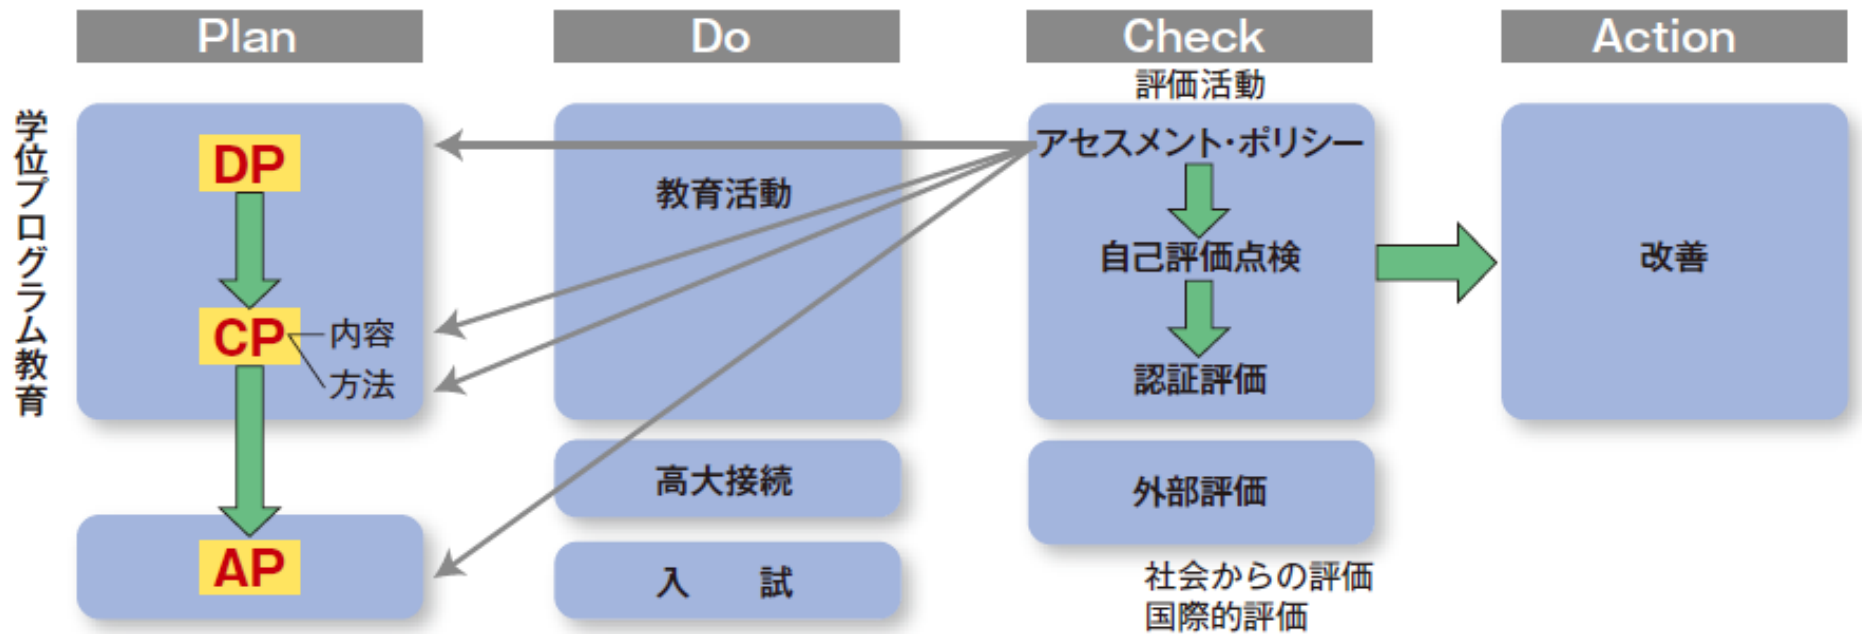 Plan
Do
Check
Action
学位プログラム教育
DP
CP
内容
方法
AP
教育活動
高大接続
入 試
評価活動
アセスメント・ポリシー
自己評価点検
認証評価
外部評価
社会からの評価
国際的評価
改善